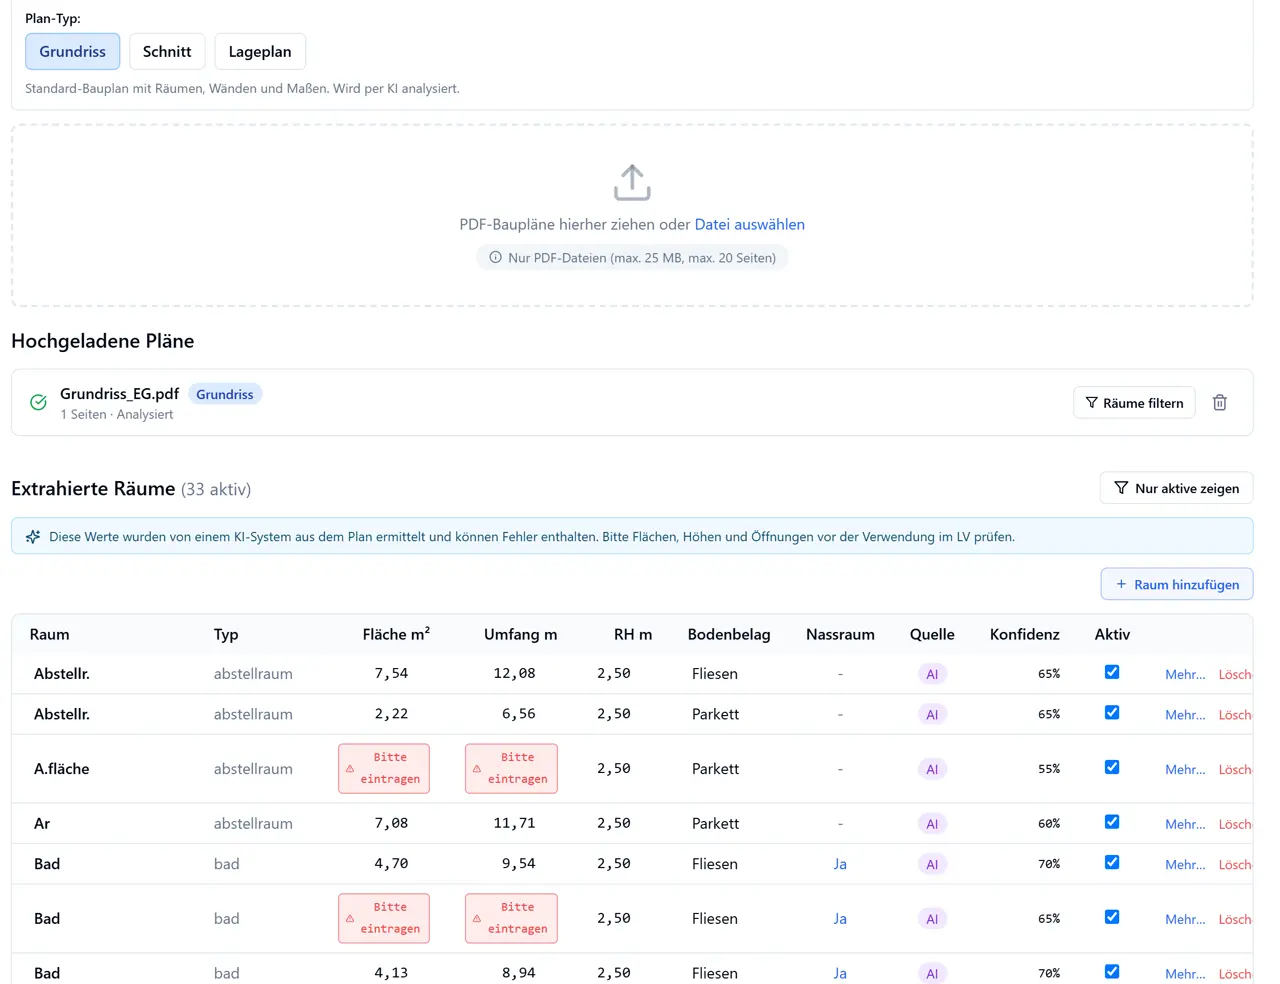 Plan-Typ:
Grundriss Schnitt Lageplan
Standard-Bauplan mit Räumen, Wänden und Maßen. Wird per KI analysiert.
PDF-Baupläne hierher ziehen oder Datei auswählen
Nur PDF-Dateien (max. 25 MB, max. 20 Seiten)
Hochgeladene Pläne
Grundriss_EG.pdf Grundriss
1 Seiten · Analysiert
Räume filtern
Extrahierte Räume (33 aktiv)
Nur aktive zeigen
Diese Werte wurden von einem KI-System aus dem Plan ermittelt und können Fehler enthalten. Bitte Flächen, Höhen und Öffnungen vor der Verwendung im LV prüfen.
+ Raum hinzufügen
Raum Typ Fläche m² Umfang m RH m Bodenbelag Nassraum Quelle Konfidenz Aktiv
Abstellr. abstellraum 7,54 12,08 2,50 Fliesen - AI 65% Mehr... Lösch
Abstellr. abstellraum 2,22 6,56 2,50 Parkett - AI 65% Mehr... Lösch
A.fläche abstellraum Bitte eintragen Bitte eintragen 2,50 Parkett - AI 55% Mehr... Lösch
Ar abstellraum 7,08 11,71 2,50 Parkett - AI 60% Mehr... Lösch
Bad bad 4,70 9,54 2,50 Fliesen Ja AI 70% Mehr... Lösch
Bad bad Bitte eintragen Bitte eintragen 2,50 Fliesen Ja AI 65% Mehr... Lösch
Bad bad 4,13 8,94 2,50 Fliesen Ja AI 70% Mehr... Lösch